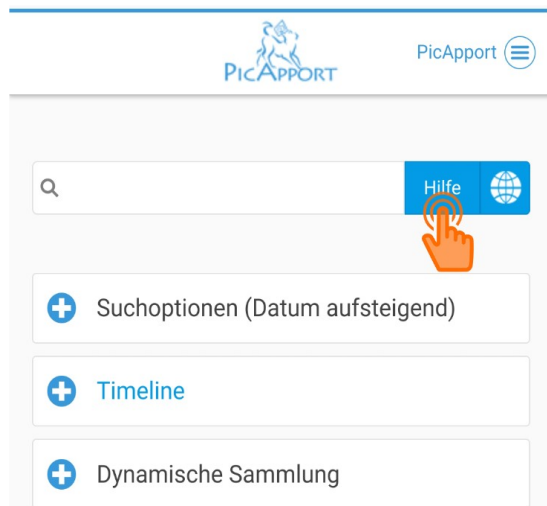 PICAPPORT
PicApport
Hilfe
Suchoptionen (Datum aufsteigend)
Timeline
Dynamische Sammlung